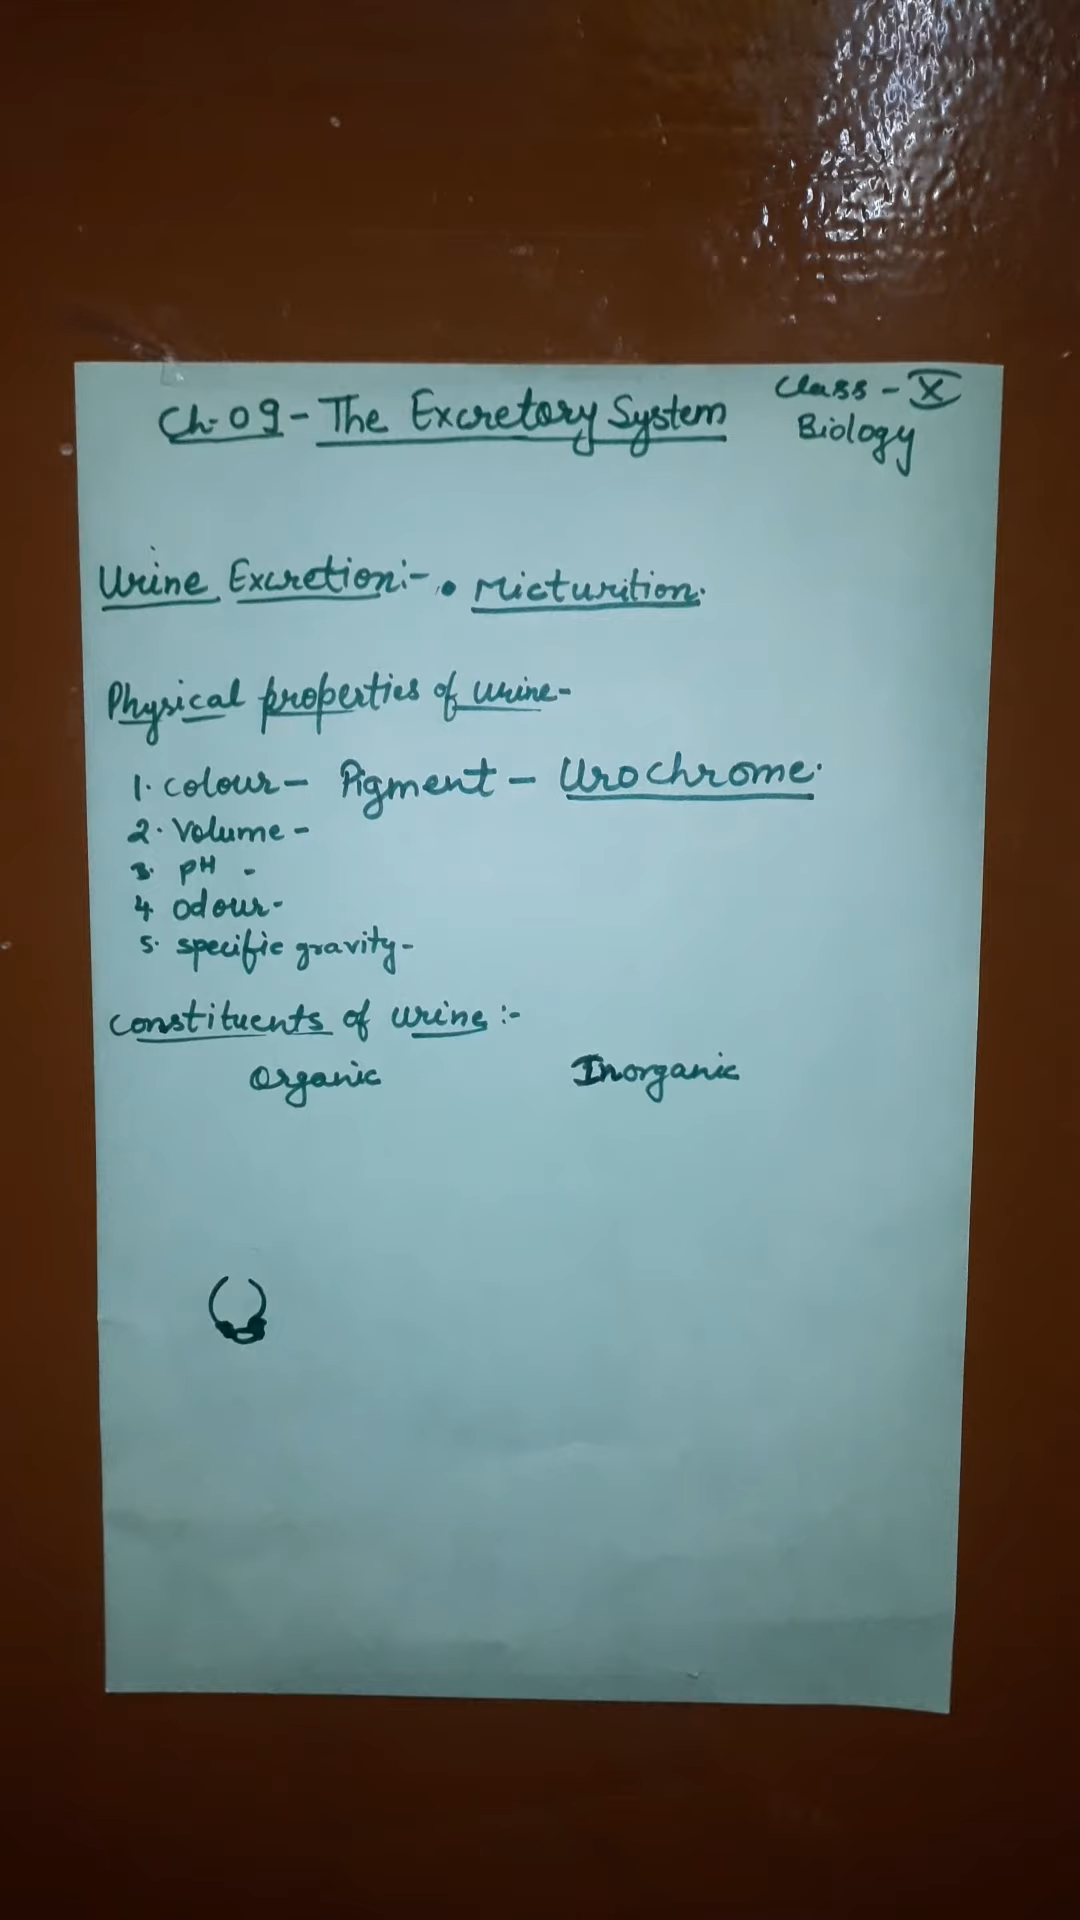 Ch-09 - The Excretory System
Class - X
Biology
Urine Excretion:- • Micturition.
Physical properties of urine-
1. colour - Pigment - Urochrome.
2. Volume -
3. pH -
4. odour-
5. specific gravity-
constituents of urine :-
Organic Inorganic